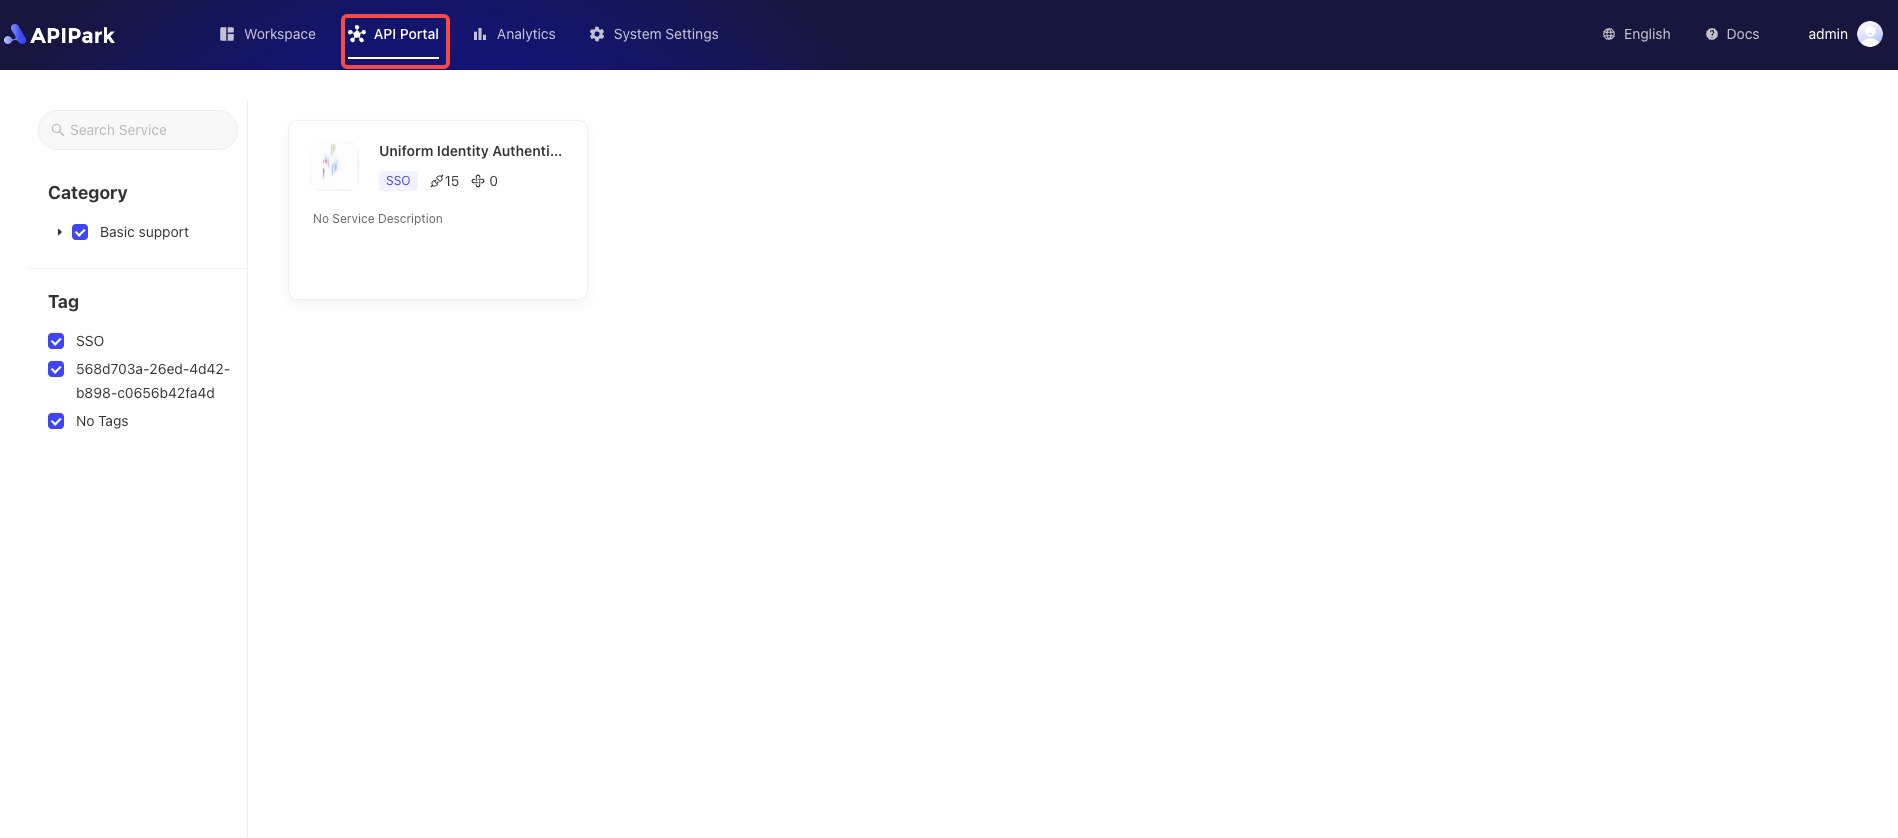 APIPark
Workspace
API Portal
Analytics
System Settings
English
Docs
admin
Search Service
Category
Basic support
Tag
SSO
568d703a-26ed-4d42-
b898-c0656b42fa4d
No Tags
Uniform Identity Authenti...
SSO 15 0
No Service Description